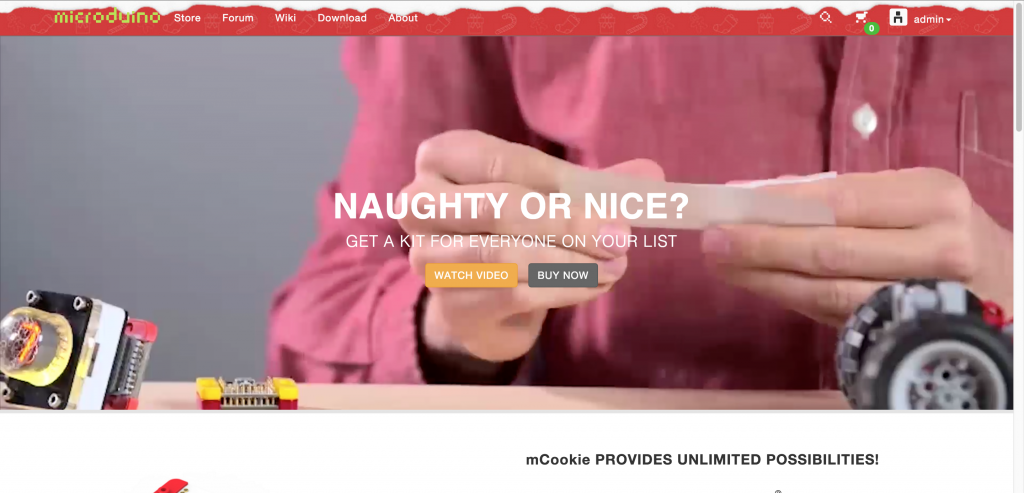 microduino Store Forum Wiki Download About 0 admin
NAUGHTY OR NICE?
GET A KIT FOR EVERYONE ON YOUR LIST
WATCH VIDEO BUY NOW
mCookie PROVIDES UNLIMITED POSSIBILITIES!